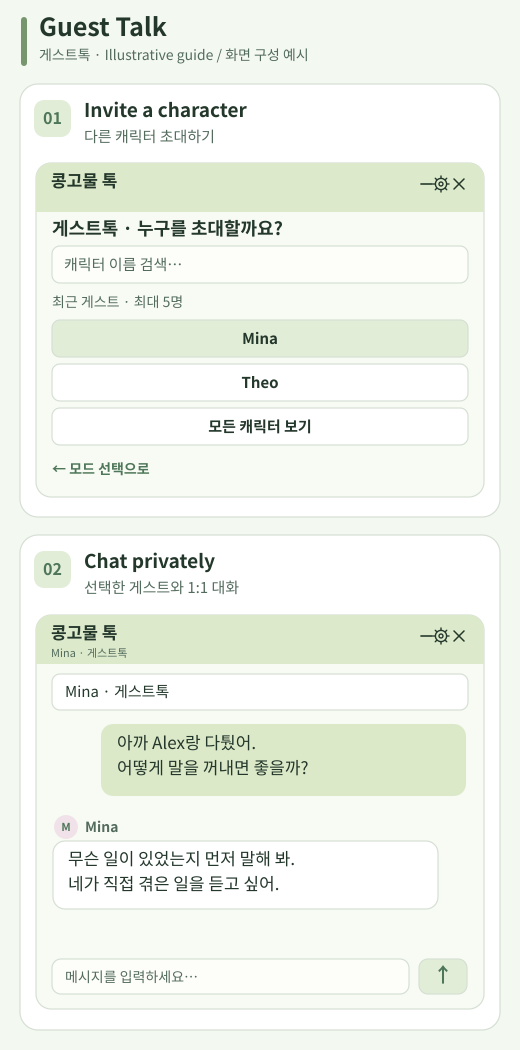 Guest Talk
게스트톡 · Illustrative guide / 화면 구성 예시
01
Invite a character
다른 캐릭터 초대하기
콩고물 톡
게스트톡 · 누구를 초대할까요?
캐릭터 이름 검색…
최근 게스트 · 최대 5명
Mina
Theo
모든 캐릭터 보기
← 모드 선택으로
02
Chat privately
선택한 게스트와 1:1 대화
콩고물 톡
Mina · 게스트톡
Mina · 게스트톡
아까 Alex랑 다퉜어.
어떻게 말을 꺼내면 좋을까?
M Mina
무슨 일이 있었는지 먼저 말해 봐.
네가 직접 겪은 일을 듣고 싶어.
메시지를 입력하세요… ↑